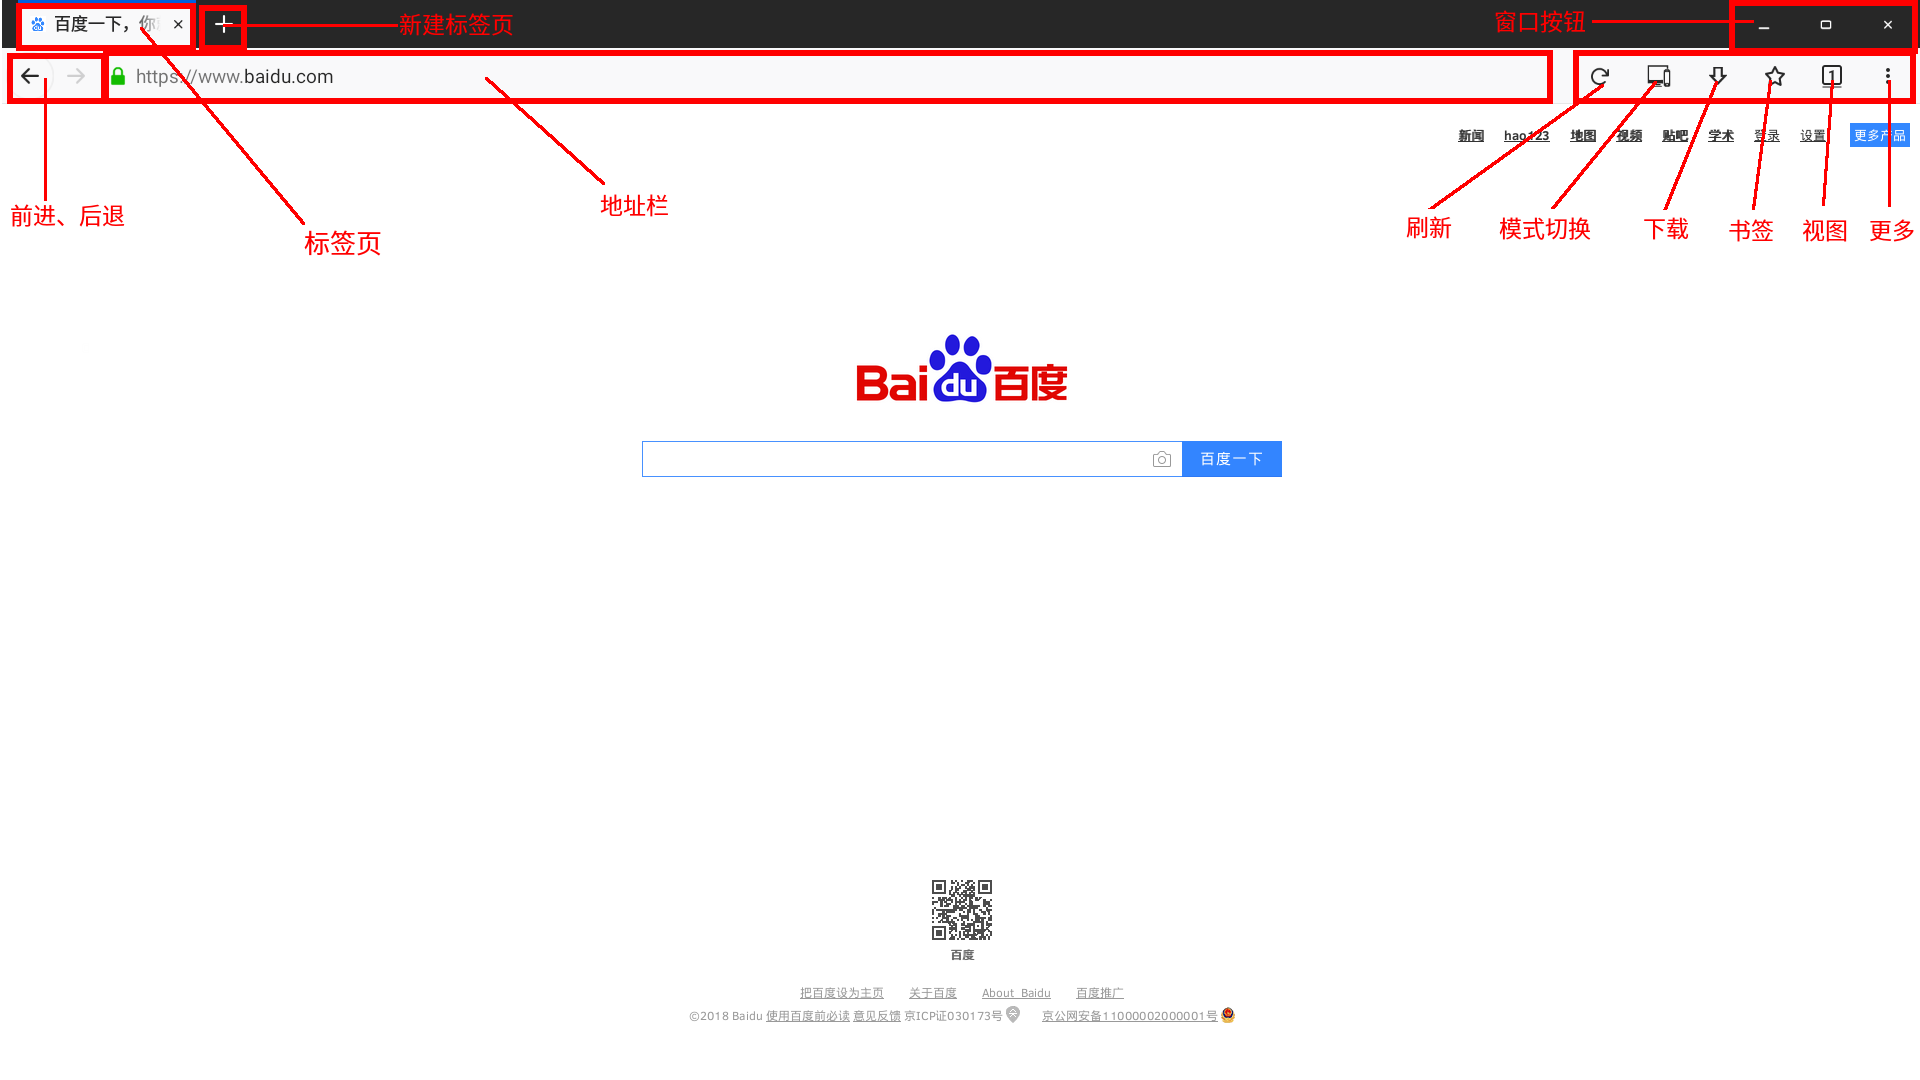 百度一下，你
新建标签页
窗口按钮
https://www.baidu.com
1
新闻 hao123 地图 视频 贴吧 学术 登录 设置 更多产品
前进、后退
标签页
地址栏
刷新
模式切换
下载
书签
视图
更多
Bai du 百度
百度一下
百度
把百度设为主页 关于百度 About Baidu 百度推广
©2018 Baidu 使用百度前必读 意见反馈 京ICP证030173号 京公网安备11000002000001号